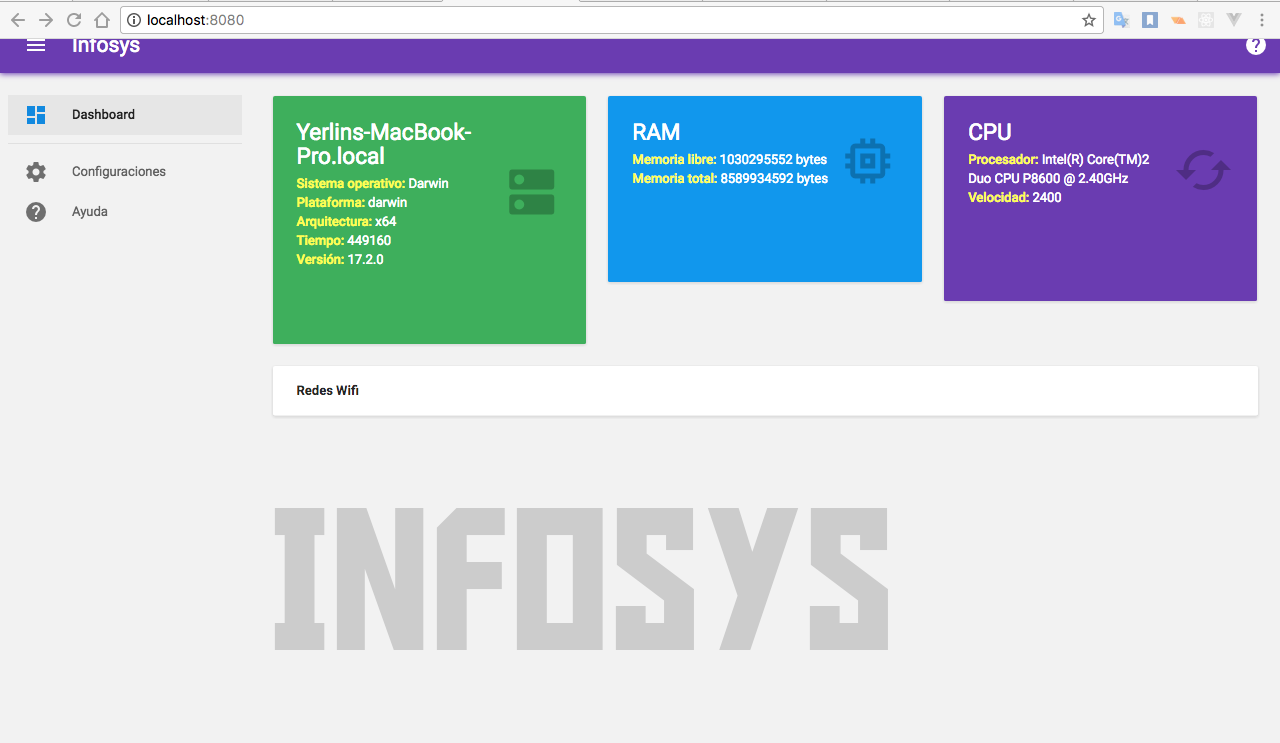 localhost:8080
Infosys
Dashboard
Configuraciones
Ayuda
Yerlins-MacBook-
Pro.local
Sistema operativo: Darwin
Plataforma: darwin
Arquitectura: x64
Tiempo: 449160
Versión: 17.2.0
RAM
Memoria libre: 1030295552 bytes
Memoria total: 8589934592 bytes
CPU
Procesador: Intel(R) Core(TM)2
Duo CPU P8600 @ 2.40GHz
Velocidad: 2400
Redes Wifi
INFOSYS